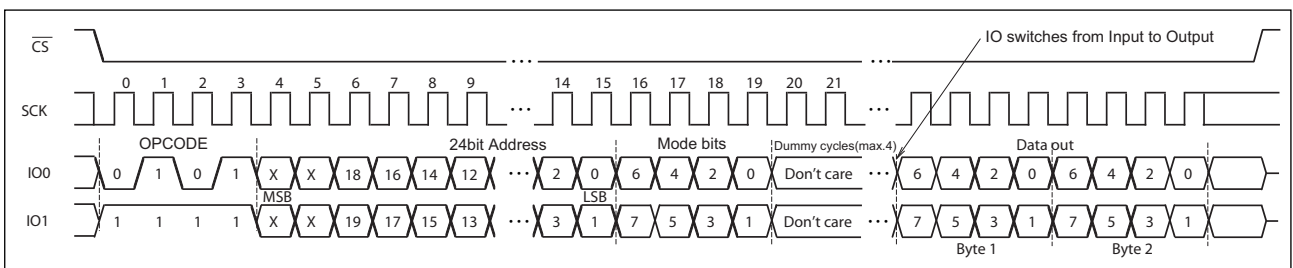 IO switches from Input to Output
CS
0 1 2 3 4 5 6 7 8 9 14 15 16 17 18 19 20 21
SCK
OPCODE 24bit Address Mode bits Dummy cycles(max.4) Data out
IO0 0 1 0 1 X X 18 16 14 12 ··· 2 0 6 4 2 0 Don't care ··· 6 4 2 0 6 4 2 0
MSB LSB
IO1 1 1 1 1 X X 19 17 15 13 ··· 3 1 7 5 3 1 Don't care ··· 7 5 3 1 7 5 3 1
Byte 1 Byte 2